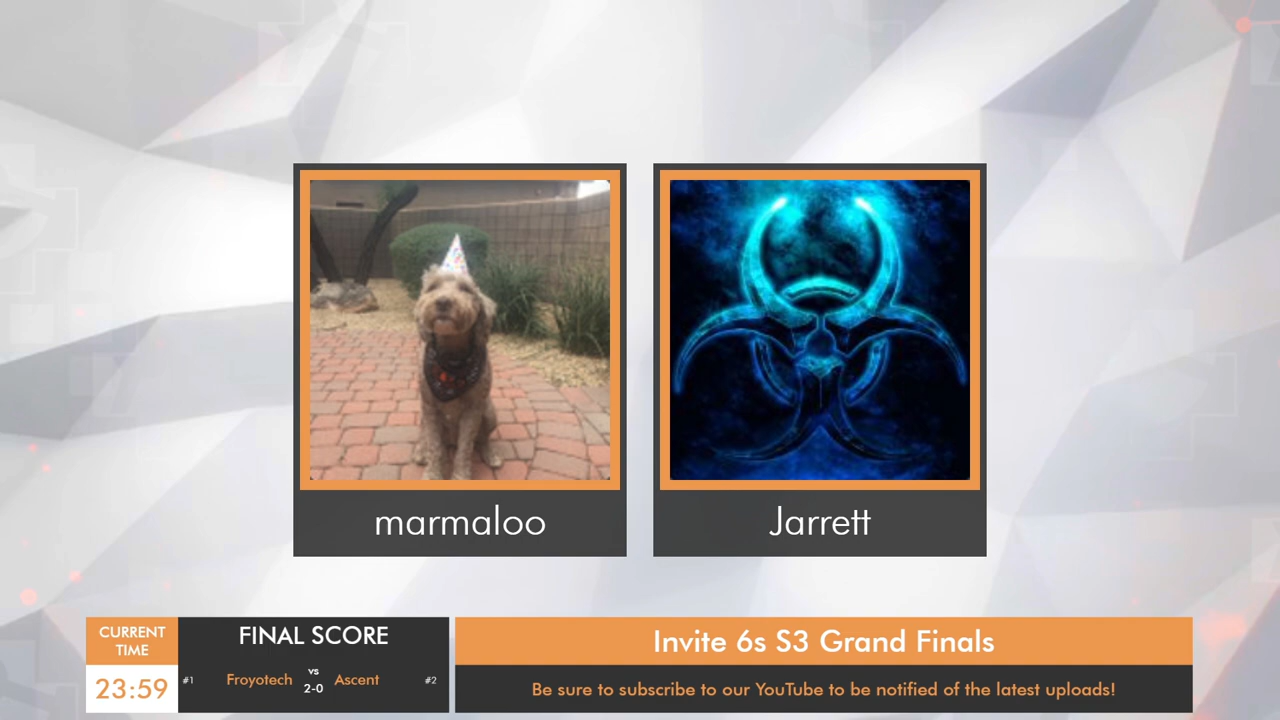 marmaloo
Jarrett
CURRENT
TIME
23:59
FINAL SCORE
#1 Froyotech vs Ascent #2
2-0
Invite 6s S3 Grand Finals
Be sure to subscribe to our YouTube to be notified of the latest uploads!